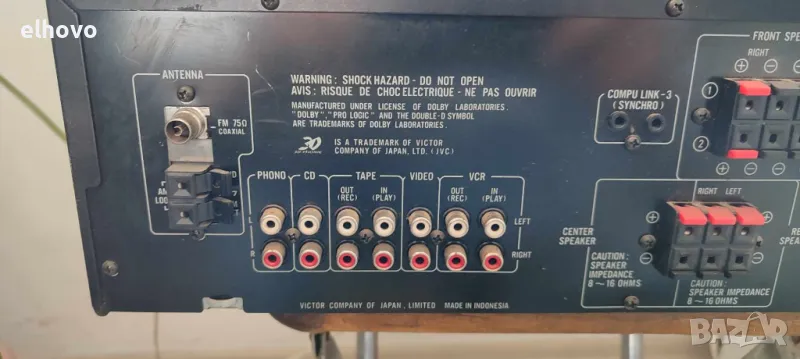 elhovo
ANTENNA
FM 75Ω
COAXIAL
WARNING: SHOCK HAZARD - DO NOT OPEN
AVIS: RISQUE DE CHOC ELECTRIQUE - NE PAS OUVRIR
MANUFACTURED UNDER LICENSE OF DOLBY LABORATORIES.
"DOLBY", "PRO LOGIC" AND THE DOUBLE-D SYMBOL
ARE TRADEMARKS OF DOLBY LABORATORIES.
IS A TRADEMARK OF VICTOR
COMPANY OF JAPAN, LTD. (JVC)
COMPU LINK-3
(SYNCHRO)
FRONT SPE
RIGHT
+ - -
1
2
+ - +
PHONO CD TAPE VIDEO VCR
OUT (REC) IN (PLAY) OUT (REC) IN (PLAY)
L LEFT
R RIGHT
RIGHT LEFT
CENTER
SPEAKER
CAUTION:
SPEAKER
IMPEDANCE
8~16 OHMS
CAUTION:
SPEAKER IMPEDANCE
8~16 OHMS
VICTOR COMPANY OF JAPAN, LIMITED MADE IN INDONESIA
BAZAR.bg